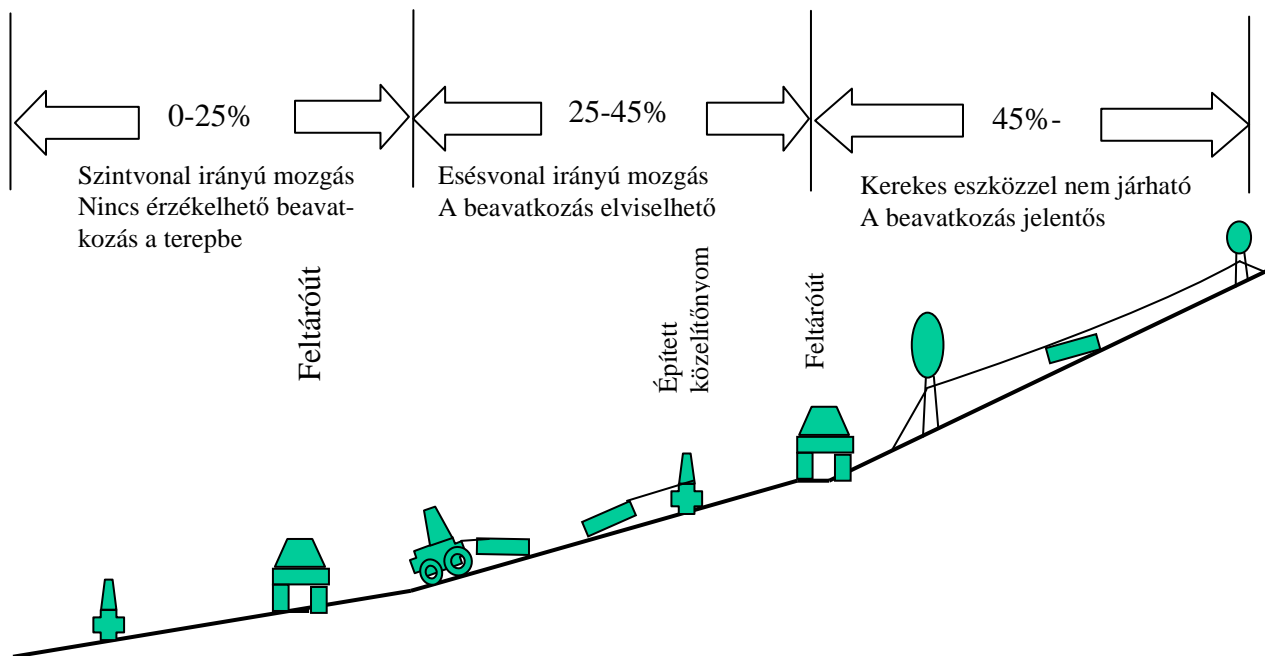 0-25%
25-45%
45%-
Szintvonal irányú mozgás
Nincs érzékelhető beavat-
kozás a terepbe
Esésvonal irányú mozgás
A beavatkozás elviselhető
Kerekes eszközzel nem járható
A beavatkozás jelentős
Feltáróút
Épített
közelítőnyom
Feltáróút